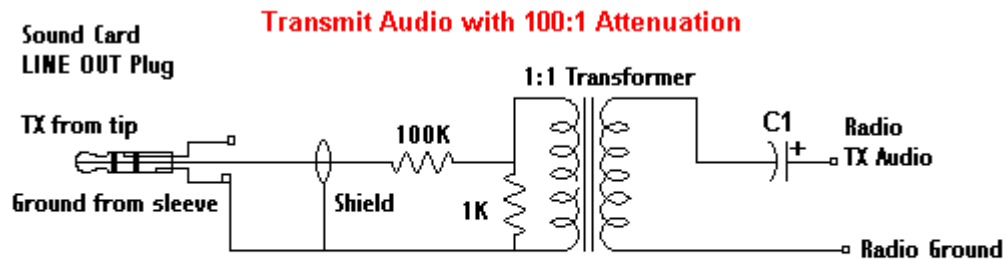 Transmit Audio with 100:1 Attenuation
Sound Card
LINE OUT Plug
1:1 Transformer
TX from tip
100K
C1
+
Radio
TX Audio
Ground from sleeve
Shield
1K
Radio Ground